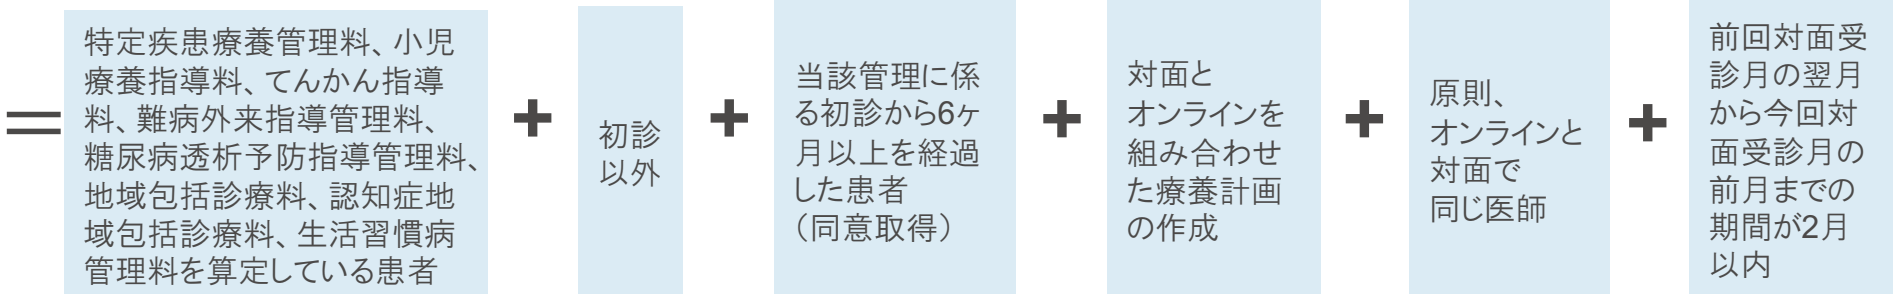 =
特定疾患療養管理料、小児
療養指導料、てんかん指導
料、難病外来指導管理料、
糖尿病透析予防指導管理料、
地域包括診療料、認知症地
域包括診療料、生活習慣病
管理料を算定している患者
+
初診
以外
+
当該管理に係
る初診から6ヶ
月以上を経過
した患者
（同意取得）
+
対面と
オンラインを
組み合わせ
た療養計画
の作成
+
原則、
オンラインと
対面で
同じ医師
+
前回対面受
診月の翌月
から今回対
面受診月の
前月までの
期間が2月
以内